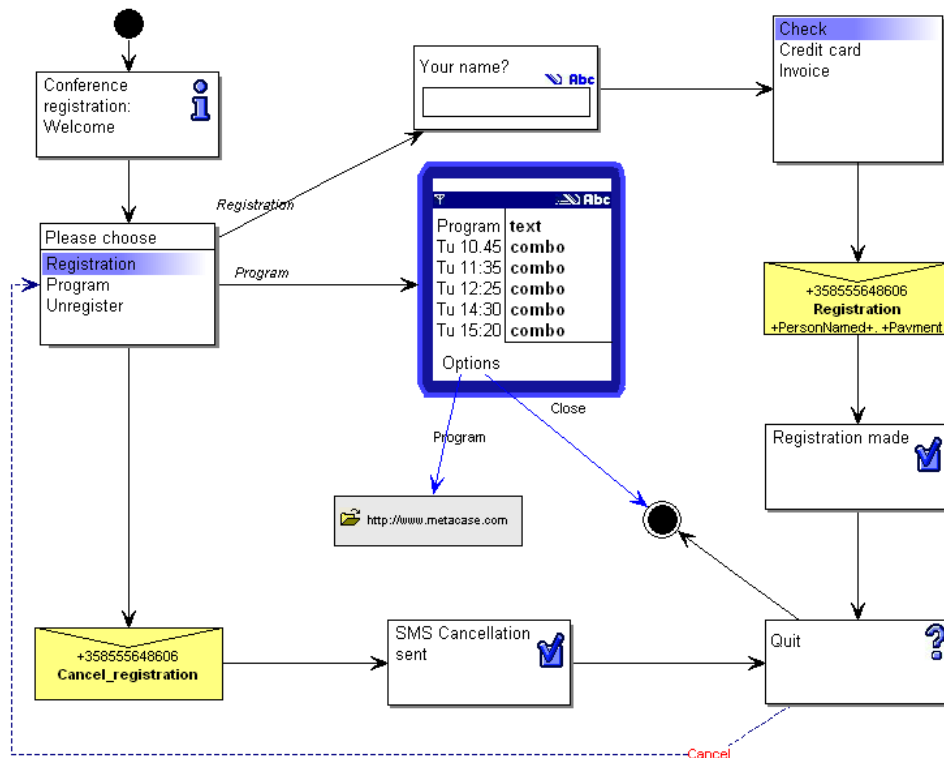 Conference
registration:
Welcome
Your name?
Abc
Check
Credit card
Invoice
Registration
Please choose
Registration
Program
Unregister
Program
Abc
Program text
Tu 10.45 combo
Tu 11:35 combo
Tu 12:25 combo
Tu 14:30 combo
Tu 15:20 combo
Options
+358555648606
Registration
+PersonNamed+. +Payment
Close
Program
Registration made
http://www.metacase.com
+358555648606
Cancel_registration
SMS Cancellation
sent
Quit
Cancel